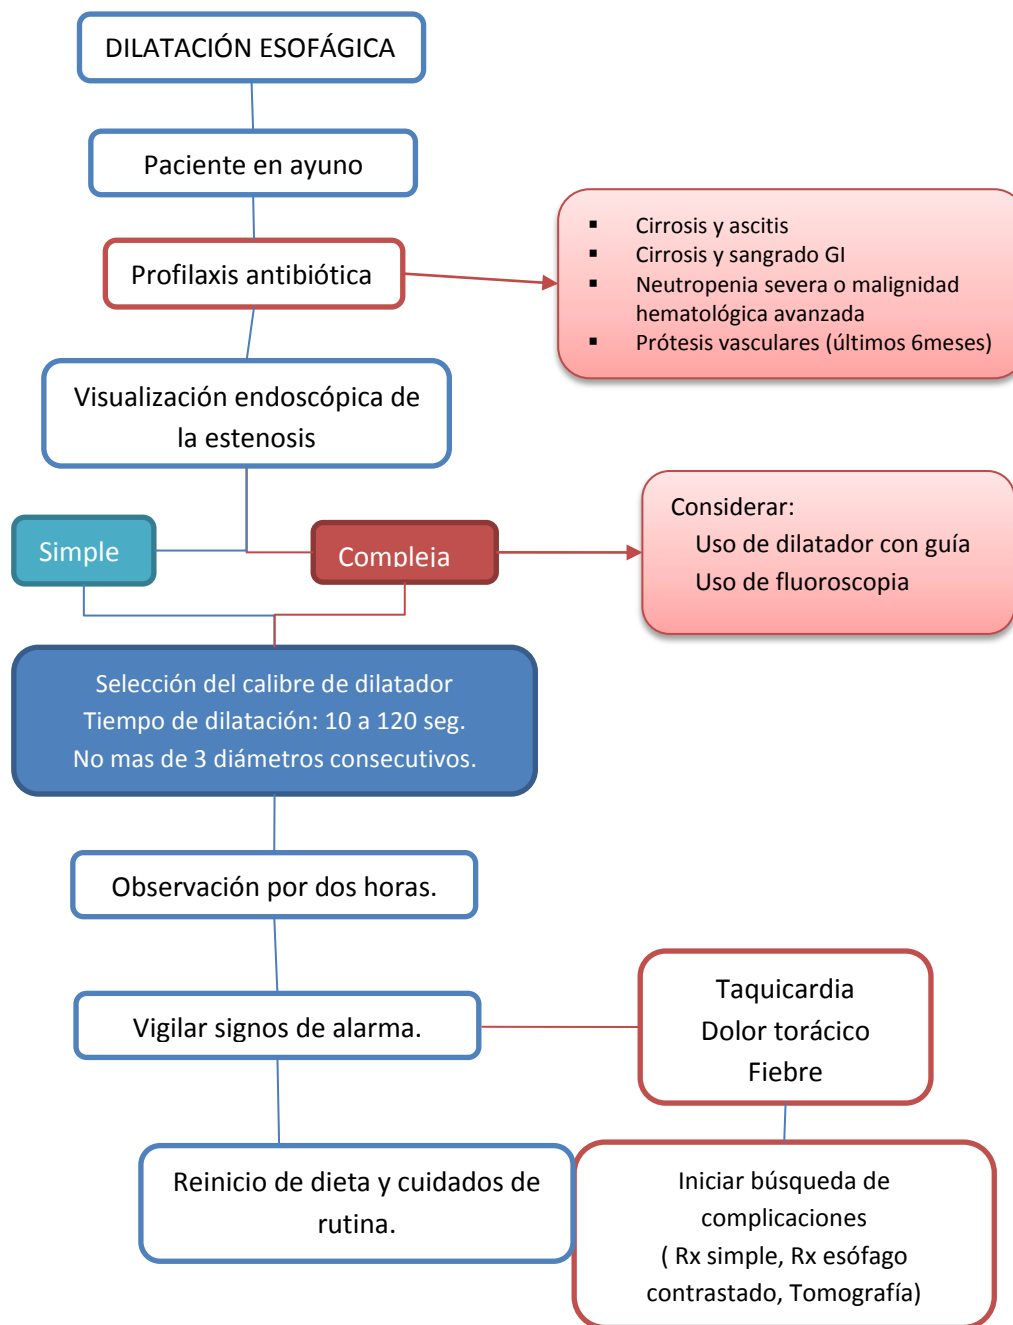 DILATACIÓN ESOFÁGICA
Paciente en ayuno
Profilaxis antibiótica
▪ Cirrosis y ascitis
▪ Cirrosis y sangrado GI
▪ Neutropenia severa o malignidad
hematológica avanzada
▪ Prótesis vasculares (últimos 6meses)
Visualización endoscópica de
la estenosis
Simple
Compleja
Considerar:
Uso de dilatador con guía
Uso de fluoroscopia
Selección del calibre de dilatador
Tiempo de dilatación: 10 a 120 seg.
No mas de 3 diámetros consecutivos.
Observación por dos horas.
Vigilar signos de alarma.
Taquicardia
Dolor torácico
Fiebre
Reinicio de dieta y cuidados de
rutina.
Iniciar búsqueda de
complicaciones
( Rx simple, Rx esófago
contrastado, Tomografía)